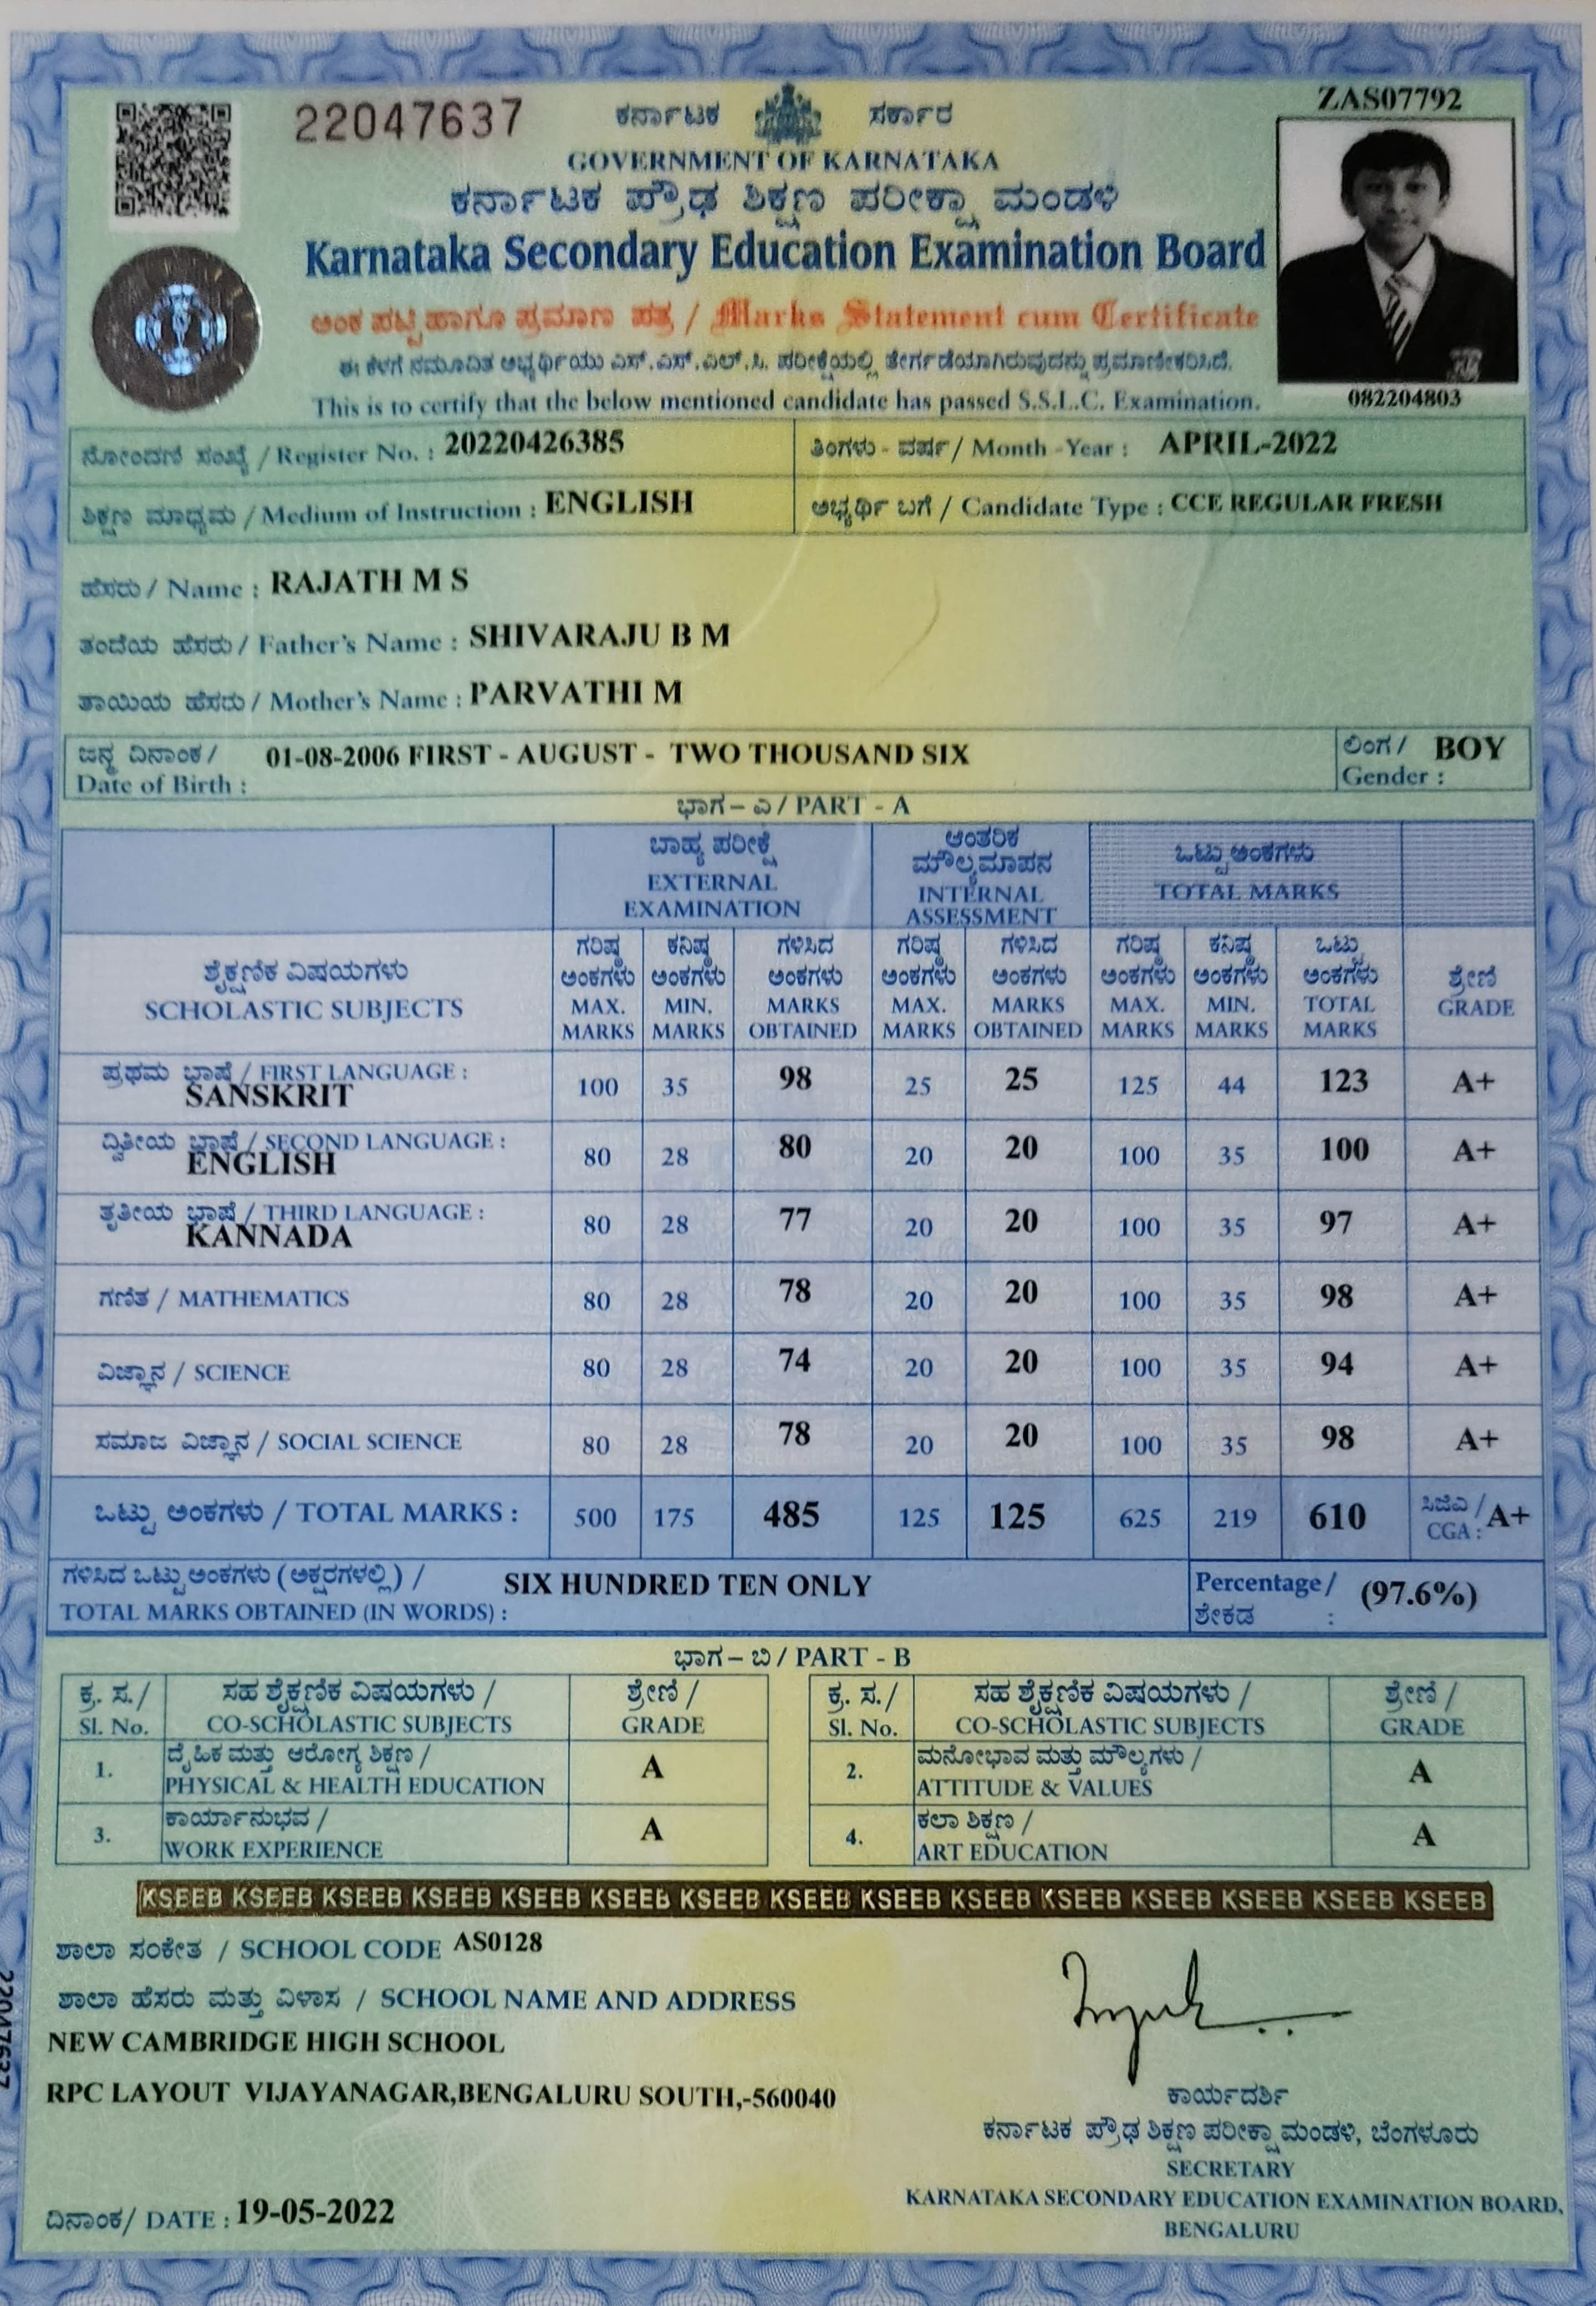 22047637
ಕರ್ನಾಟಕ ಸರ್ಕಾರ
ZAS07792
GOVERNMENT OF KARNATAKA
ಕರ್ನಾಟಕ ಪ್ರೌಢ ಶಿಕ್ಷಣ ಪರೀಕ್ಷಾ ಮಂಡಳಿ
Karnataka Secondary Education Examination Board
ಅಂಕ ಪಟ್ಟಿ ಹಾಗೂ ಪ್ರಮಾಣ ಪತ್ರ / Marks Statement cum Certificate
ಈ ಕೆಳಗೆ ನಮೂದಿತ ಅಭ್ಯರ್ಥಿಯು ಎಸ್.ಎಸ್.ಎಲ್.ಸಿ. ಪರೀಕ್ಷೆಯಲ್ಲಿ ತೇರ್ಗಡೆಯಾಗಿರುವುದನ್ನು ಪ್ರಮಾಣೀಕರಿಸಿದೆ.
This is to certify that the below mentioned candidate has passed S.S.L.C. Examination.
082204803
ನೋಂದಣಿ ಸಂಖ್ಯೆ / Register No. : 20220426385
ತಿಂಗಳು - ವರ್ಷ / Month -Year : APRIL-2022
ಶಿಕ್ಷಣ ಮಾಧ್ಯಮ / Medium of Instruction : ENGLISH
ಅಭ್ಯರ್ಥಿ ಬಗೆ / Candidate Type : CCE REGULAR FRESH
ಹೆಸರು / Name : RAJATH M S
ತಂದೆಯ ಹೆಸರು / Father's Name : SHIVARAJU B M
ತಾಯಿಯ ಹೆಸರು / Mother's Name : PARVATHI M
ಜನ್ಮ ದಿನಾಂಕ / 01-08-2006 FIRST - AUGUST - TWO THOUSAND SIX
Date of Birth :
ಲಿಂಗ / BOY
Gender :
ಭಾಗ – ಎ / PART - A
ಬಾಹ್ಯ ಪರೀಕ್ಷೆ
EXTERNAL
EXAMINATION
ಆಂತರಿಕ
ಮೌಲ್ಯಮಾಪನ
INTERNAL
ASSESSMENT
ಒಟ್ಟು ಅಂಕಗಳು
TOTAL MARKS
ಶೈಕ್ಷಣಿಕ ವಿಷಯಗಳು
SCHOLASTIC SUBJECTS
ಗರಿಷ್ಠ ಅಂಕಗಳು MAX. MARKS
ಕನಿಷ್ಠ ಅಂಕಗಳು MIN. MARKS
ಗಳಿಸಿದ ಅಂಕಗಳು MARKS OBTAINED
ಗರಿಷ್ಠ ಅಂಕಗಳು MAX. MARKS
ಗಳಿಸಿದ ಅಂಕಗಳು MARKS OBTAINED
ಗರಿಷ್ಠ ಅಂಕಗಳು MAX. MARKS
ಕನಿಷ್ಠ ಅಂಕಗಳು MIN. MARKS
ಒಟ್ಟು ಅಂಕಗಳು TOTAL MARKS
ಶ್ರೇಣಿ GRADE
ಪ್ರಥಮ ಭಾಷೆ / FIRST LANGUAGE :
SANSKRIT 100 35 98 25 25 125 44 123 A+
ದ್ವಿತೀಯ ಭಾಷೆ / SECOND LANGUAGE :
ENGLISH 80 28 80 20 20 100 35 100 A+
ತೃತೀಯ ಭಾಷೆ / THIRD LANGUAGE :
KANNADA 80 28 77 20 20 100 35 97 A+
ಗಣಿತ / MATHEMATICS 80 28 78 20 20 100 35 98 A+
ವಿಜ್ಞಾನ / SCIENCE 80 28 74 20 20 100 35 94 A+
ಸಮಾಜ ವಿಜ್ಞಾನ / SOCIAL SCIENCE 80 28 78 20 20 100 35 98 A+
ಒಟ್ಟು ಅಂಕಗಳು / TOTAL MARKS : 500 175 485 125 125 625 219 610 ಸಿಜಿಎ / CGA : A+
ಗಳಿಸಿದ ಒಟ್ಟು ಅಂಕಗಳು (ಅಕ್ಷರಗಳಲ್ಲಿ) / SIX HUNDRED TEN ONLY
TOTAL MARKS OBTAINED (IN WORDS) :
Percentage / (97.6%)
ಶೇಕಡ :
ಭಾಗ – ಬಿ / PART - B
ಕ್ರ. ಸ./ ಸಹ ಶೈಕ್ಷಣಿಕ ವಿಷಯಗಳು / ಶ್ರೇಣಿ /
Sl. No. CO-SCHOLASTIC SUBJECTS GRADE
ಕ್ರ. ಸ./ ಸಹ ಶೈಕ್ಷಣಿಕ ವಿಷಯಗಳು / ಶ್ರೇಣಿ /
Sl. No. CO-SCHOLASTIC SUBJECTS GRADE
1. ದೈಹಿಕ ಮತ್ತು ಆರೋಗ್ಯ ಶಿಕ್ಷಣ /
PHYSICAL & HEALTH EDUCATION A
2. ಮನೋಭಾವ ಮತ್ತು ಮೌಲ್ಯಗಳು /
ATTITUDE & VALUES A
3. ಕಾರ್ಯಾನುಭವ /
WORK EXPERIENCE A
4. ಕಲಾ ಶಿಕ್ಷಣ /
ART EDUCATION A
KSEEB KSEEB KSEEB KSEEB KSEEB KSEEB KSEEB KSEEB KSEEB KSEEB KSEEB KSEEB KSEEB KSEEB KSEEB
ಶಾಲಾ ಸಂಕೇತ / SCHOOL CODE AS0128
ಶಾಲಾ ಹೆಸರು ಮತ್ತು ವಿಳಾಸ / SCHOOL NAME AND ADDRESS
NEW CAMBRIDGE HIGH SCHOOL
RPC LAYOUT VIJAYANAGAR,BENGALURU SOUTH,-560040
22047637
ಕಾರ್ಯದರ್ಶಿ
ಕರ್ನಾಟಕ ಪ್ರೌಢ ಶಿಕ್ಷಣ ಪರೀಕ್ಷಾ ಮಂಡಳಿ, ಬೆಂಗಳೂರು
SECRETARY
KARNATAKA SECONDARY EDUCATION EXAMINATION BOARD,
BENGALURU
ದಿನಾಂಕ/ DATE : 19-05-2022